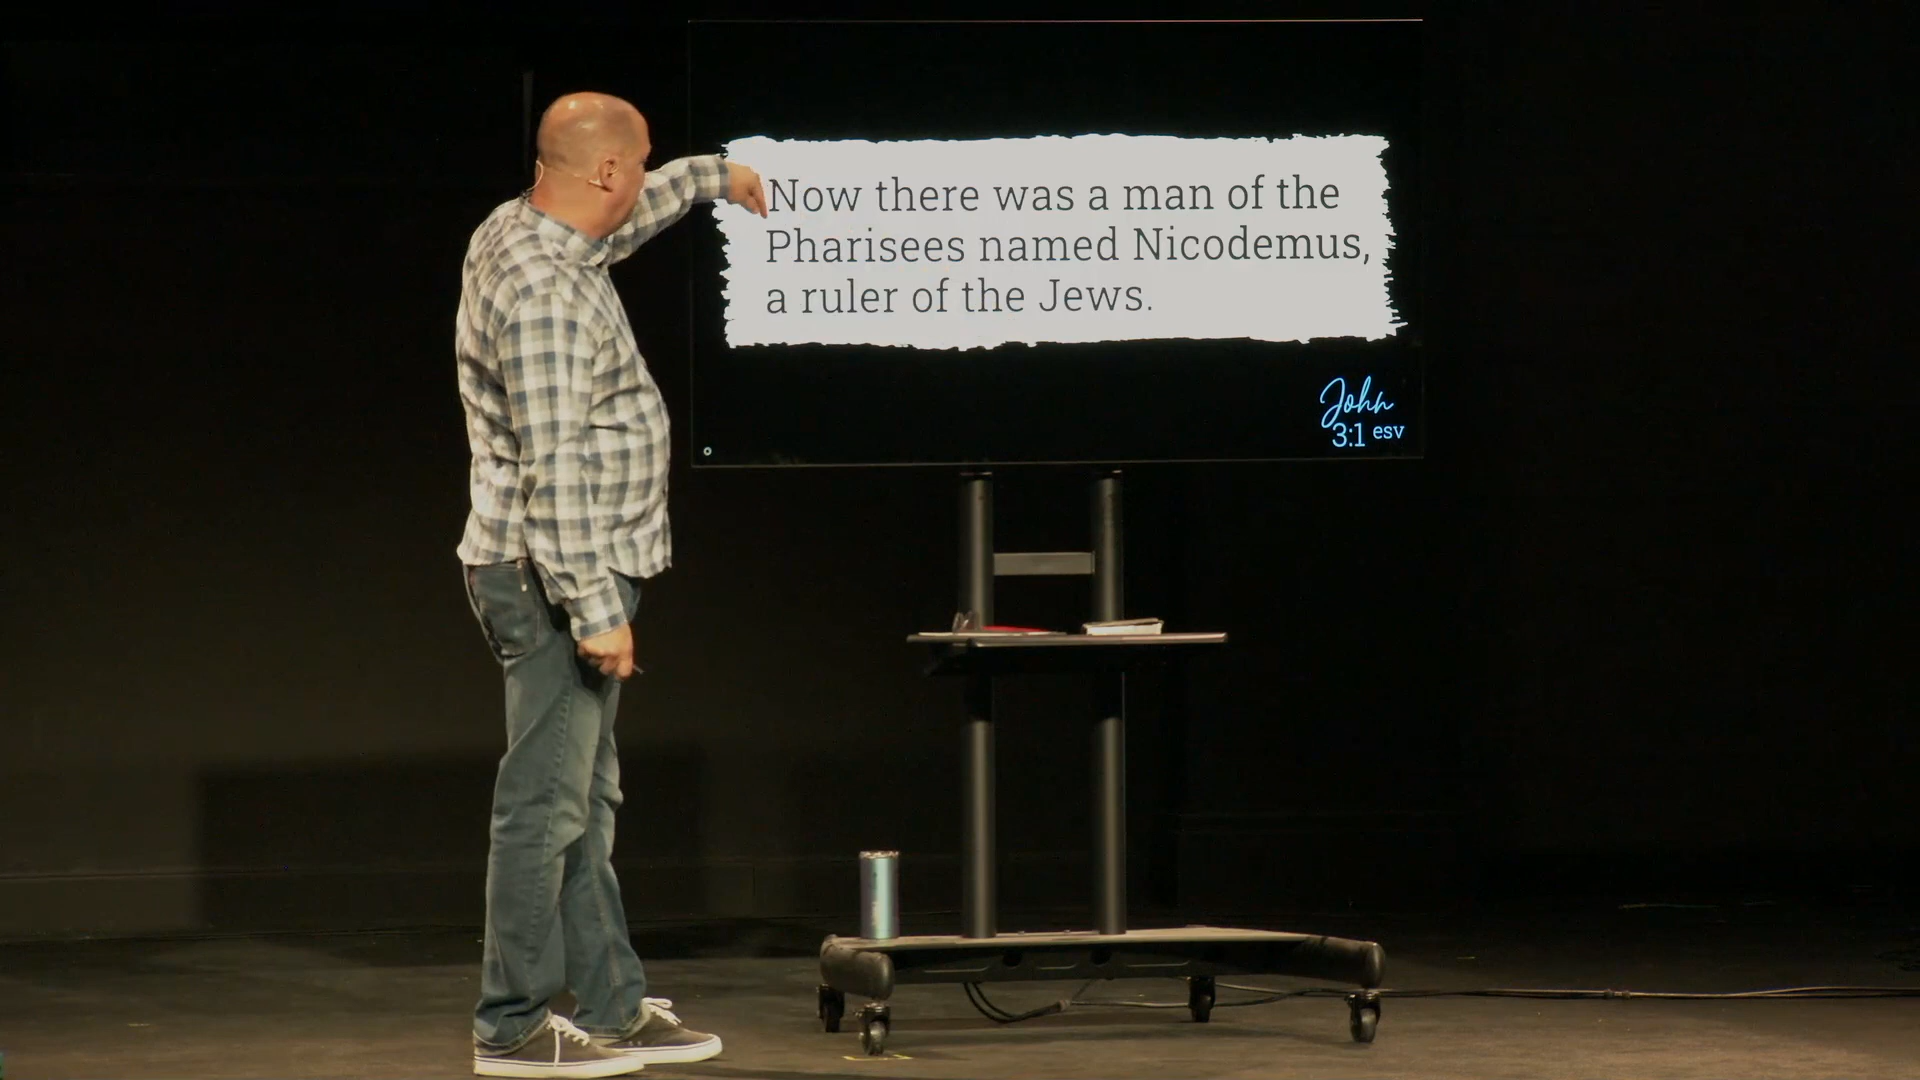 Now there was a man of the
Pharisees named Nicodemus,
a ruler of the Jews.
John
3:1 esv